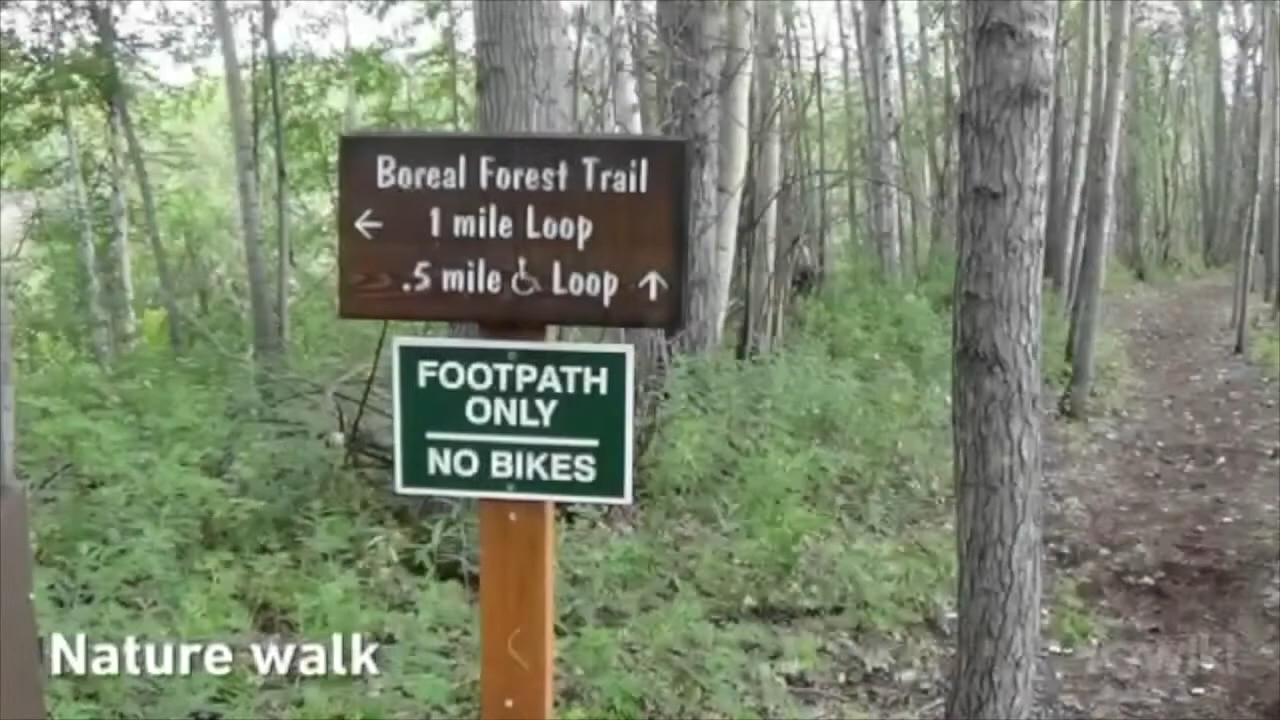 Boreal Forest Trail
← 1 mile Loop
.5 mile ♿ Loop ↑
FOOTPATH
ONLY
NO BIKES
Nature walk